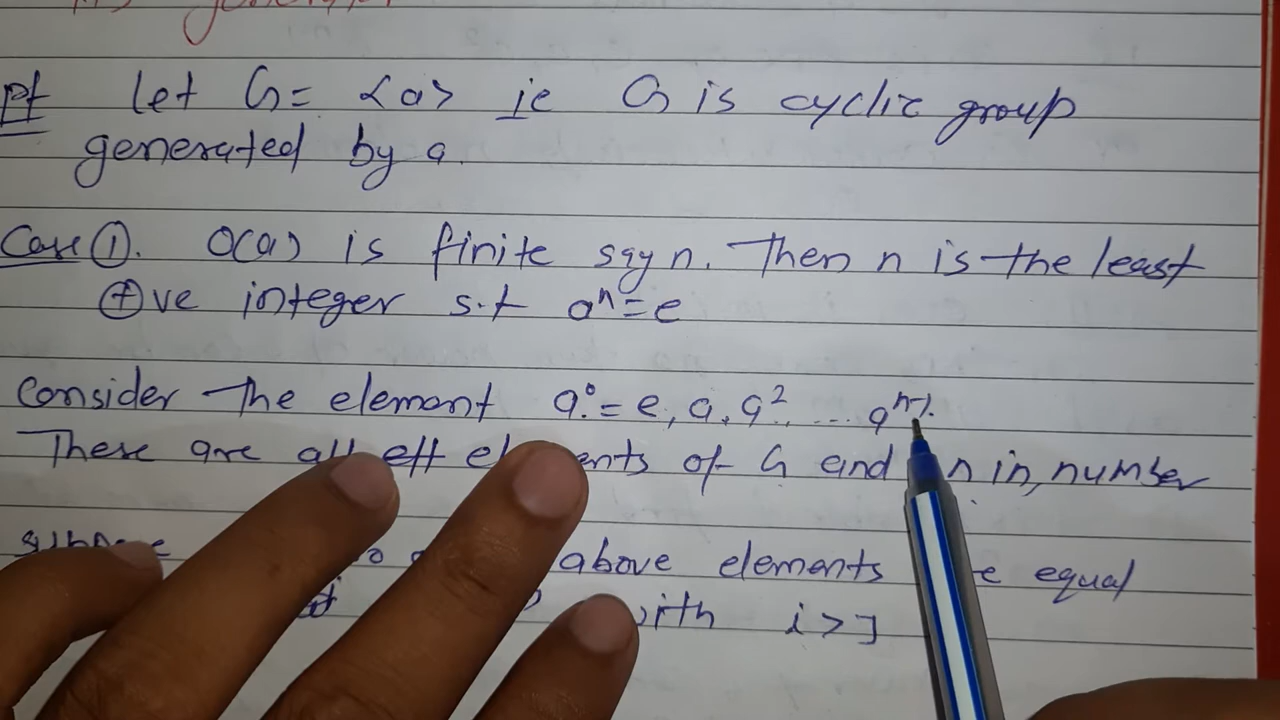 Pf Let G = <a> ie G is cyclic group
generated by a.
Case ①. O(a) is finite say n. Then n is the least
⊕ve integer s.t aⁿ=e
Consider the element a⁰=e, a, a², ... aⁿ⁻¹.
These are all of and n in number
above elements equal
with i>j